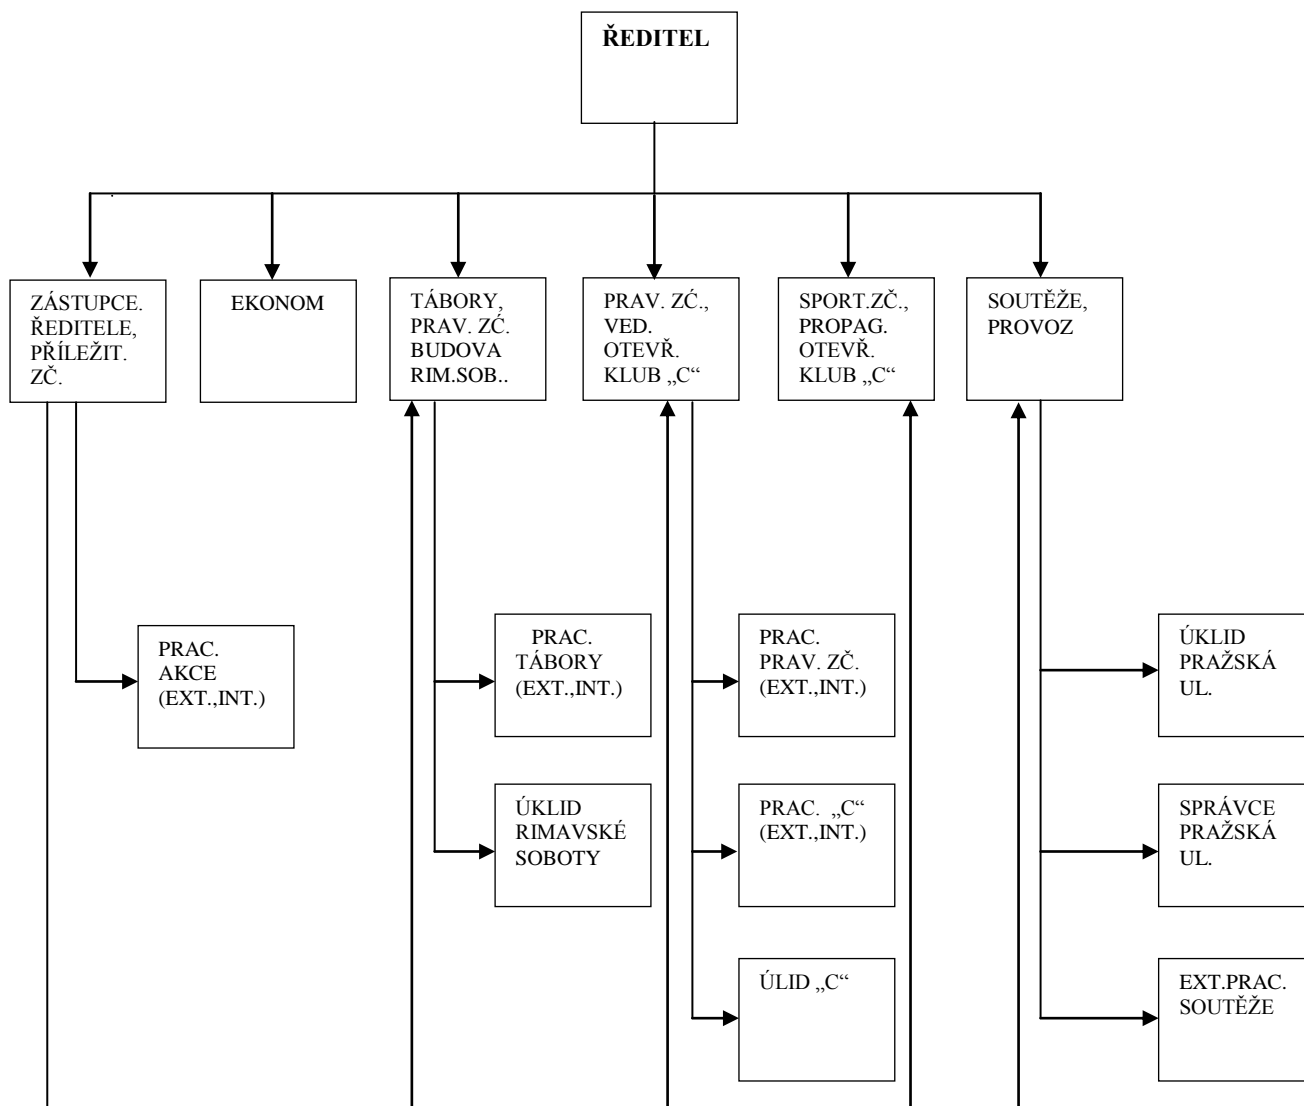 ŘEDITEL
ZÁSTUPCE.
ŘEDITELE,
PŘÍLEŽIT.
ZČ.
EKONOM
TÁBORY,
PRAV. ZĆ.
BUDOVA
RIM.SOB..
PRAV. ZĆ.,
VED.
OTEVŘ.
KLUB „C“
SPORT.ZČ.,
PROPAG.
OTEVŘ.
KLUB „C“
SOUTĚŽE,
PROVOZ
PRAC.
AKCE
(EXT.,INT.)
PRAC.
TÁBORY
(EXT.,INT.)
PRAC.
PRAV. ZČ.
(EXT.,INT.)
ÚKLID
PRAŽSKÁ
UL.
ÚKLID
RIMAVSKÉ
SOBOTY
PRAC. „C“
(EXT.,INT.)
SPRÁVCE
PRAŽSKÁ
UL.
ÚLID „C“
EXT.PRAC.
SOUTĚŽE